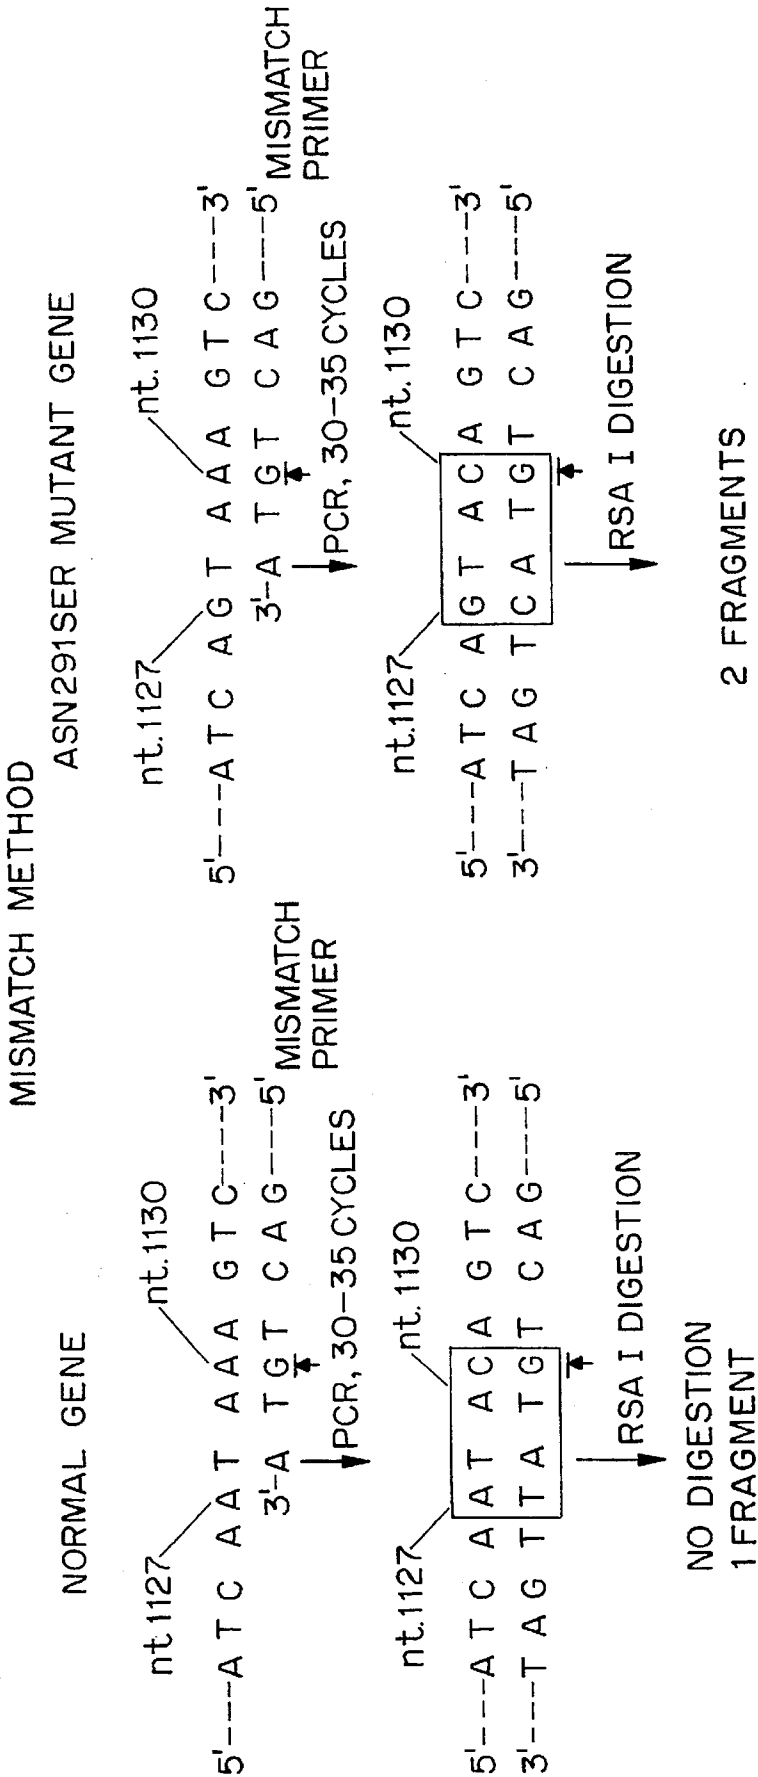 MISMATCH METHOD
NORMAL GENE
nt 1127
nt.1130
5'----A T C A A T A A A G T C----3'
3'-A T G T C A G----5'
MISMATCH
PRIMER
PCR, 30-35 CYCLES
nt.1127
nt.1130
5'----A T C A A T A C A G T C----3'
3'----T A G T T A T G T C A G----5'
RSA I DIGESTION
NO DIGESTION
1 FRAGMENT
ASN291SER MUTANT GENE
nt.1127
nt.1130
5'----A T C A G T A A A G T C----3'
3'-A T G T C A G----5'
MISMATCH
PRIMER
PCR, 30-35 CYCLES
nt.1127
nt.1130
5'----A T C A G T A C A G T C----3'
3'----T A G T C A T G T C A G----5'
RSA I DIGESTION
2 FRAGMENTS